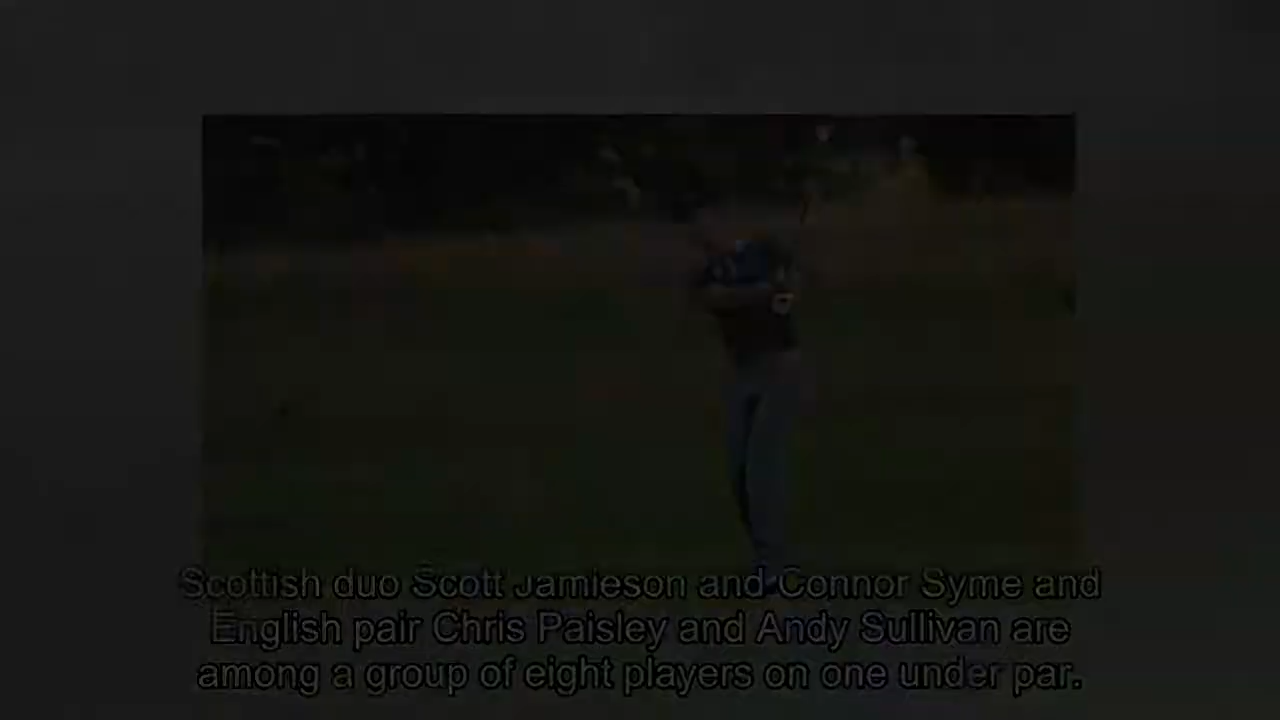 Scottish duo Scott Jamieson and Connor Syme and
English pair Chris Paisley and Andy Sullivan are
among a group of eight players on one under par.